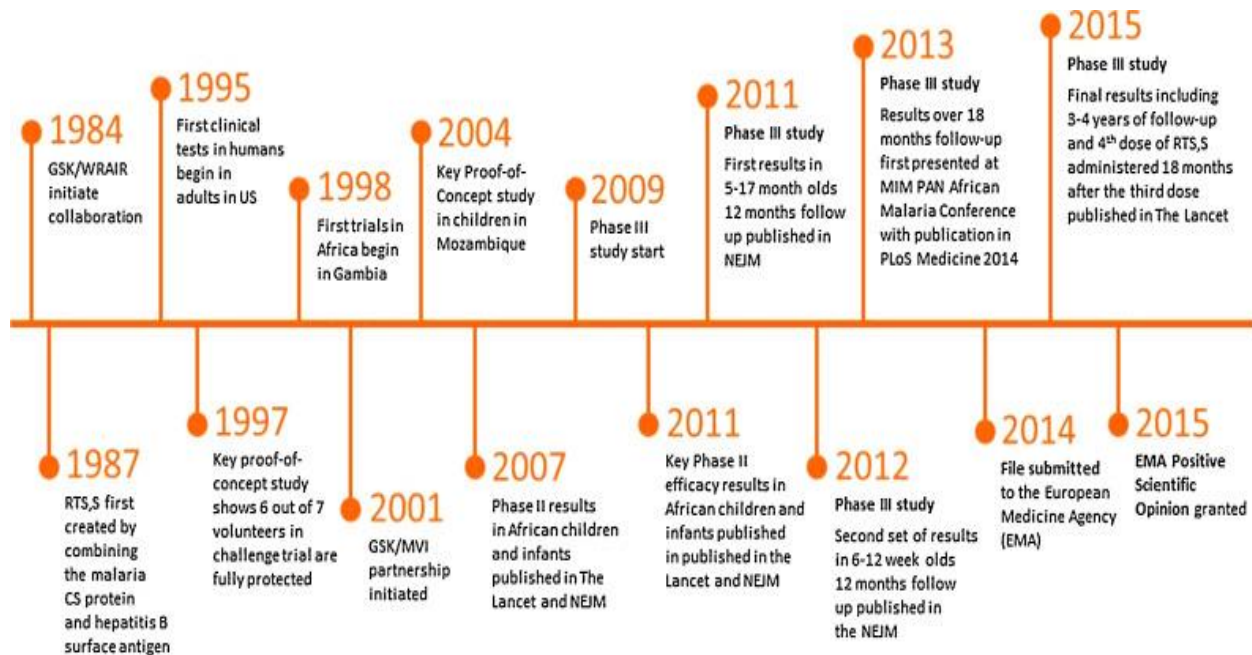 1984
GSK/WRAIR
initiate
collaboration
1987
RTS,S first
created by
combining
the malaria
CS protein
and hepatitis B
surface antigen
1995
First clinical
tests in humans
begin in
adults in US
1997
Key proof-of-
concept study
shows 6 out of 7
volunteers in
challenge trial are
fully protected
1998
First trials in
Africa begin
in Gambia
2001
GSK/MVI
partnership
initiated
2004
Key Proof-of-
Concept study
in children in
Mozambique
2007
Phase II results
in African children
and infants
published in The
Lancet and NEJM
2009
Phase III
study start
2011
Key Phase II
efficacy results in
African children and
infants published
in published in the
Lancet and NEJM
2011
Phase III study
First results in
5-17 month olds
12 months follow
up published in
NEJM
2012
Phase III study
Second set of results
in 6-12 week olds
12 months follow
up published in
the NEJM
2013
Phase III study
Results over 18
months follow-up
first presented at
MIM PAN African
Malaria Conference
with publication in
PLoS Medicine 2014
2014
File submitted
to the European
Medicine Agency
(EMA)
2015
Phase III study
Final results including
3-4 years of follow-up
and 4th dose of RTS,S
administered 18 months
after the third dose
published in The Lancet
2015
EMA Positive
Scientific
Opinion granted